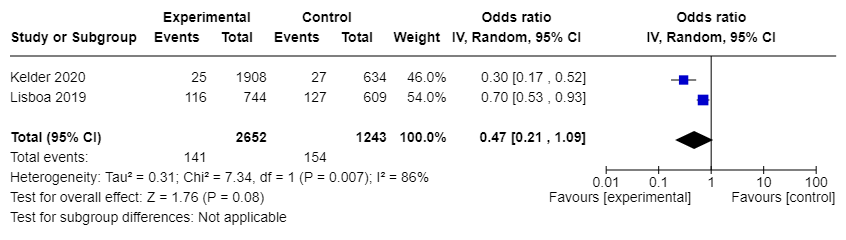 Experimental Control Odds ratio Odds ratio
Study or Subgroup Events Total Events Total Weight IV, Random, 95% CI IV, Random, 95% CI
Kelder 2020 25 1908 27 634 46.0% 0.30 [0.17 , 0.52]
Lisboa 2019 116 744 127 609 54.0% 0.70 [0.53 , 0.93]
Total (95% CI) 2652 1243 100.0% 0.47 [0.21 , 1.09]
Total events: 141 154
Heterogeneity: Tau² = 0.31; Chi² = 7.34, df = 1 (P = 0.007); I² = 86% 0.01 0.1 1 10 100
Test for overall effect: Z = 1.76 (P = 0.08) Favours [experimental] Favours [control]
Test for subgroup differences: Not applicable